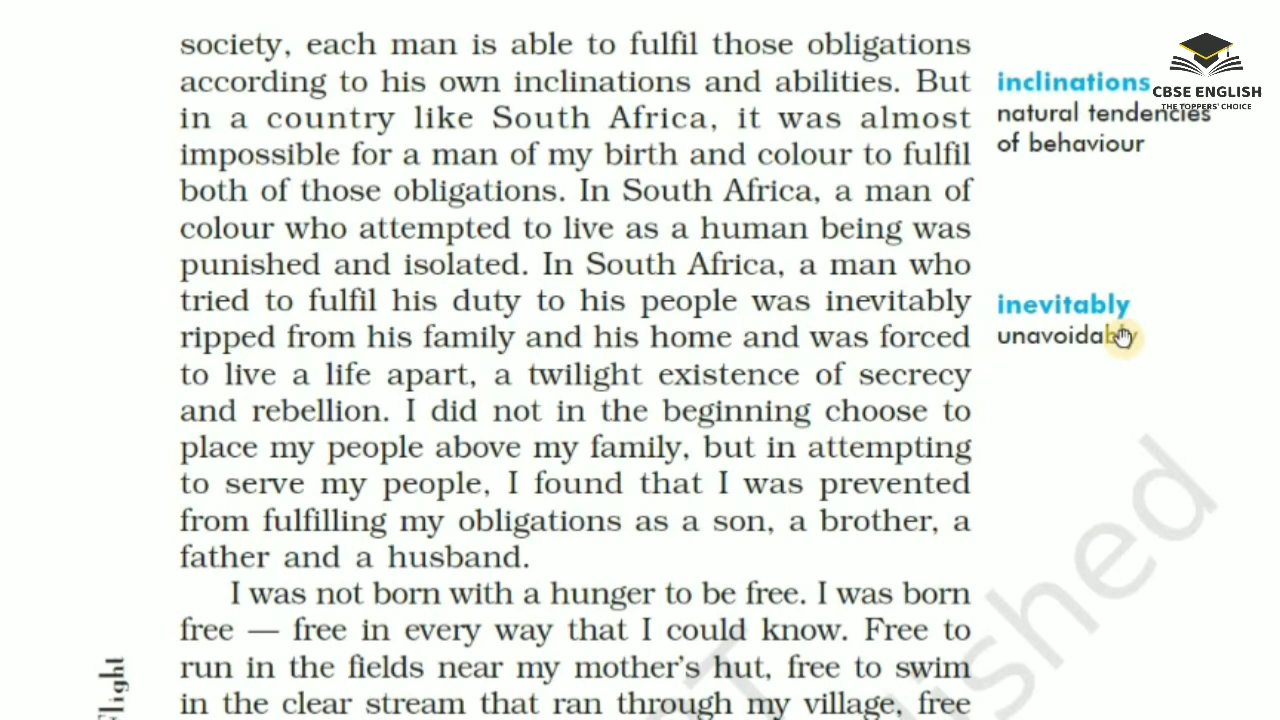 society, each man is able to fulfil those obligations
according to his own inclinations and abilities. But
in a country like South Africa, it was almost
impossible for a man of my birth and colour to fulfil
both of those obligations. In South Africa, a man of
colour who attempted to live as a human being was
punished and isolated. In South Africa, a man who
tried to fulfil his duty to his people was inevitably
ripped from his family and his home and was forced
to live a life apart, a twilight existence of secrecy
and rebellion. I did not in the beginning choose to
place my people above my family, but in attempting
to serve my people, I found that I was prevented
from fulfilling my obligations as a son, a brother, a
father and a husband.
I was not born with a hunger to be free. I was born
free — free in every way that I could know. Free to
run in the fields near my mother's hut, free to swim
in the clear stream that ran through my village, free
inclinations
natural tendencies
of behaviour
inevitably
unavoidably
CBSE ENGLISH
THE TOPPERS' CHOICE
Flight